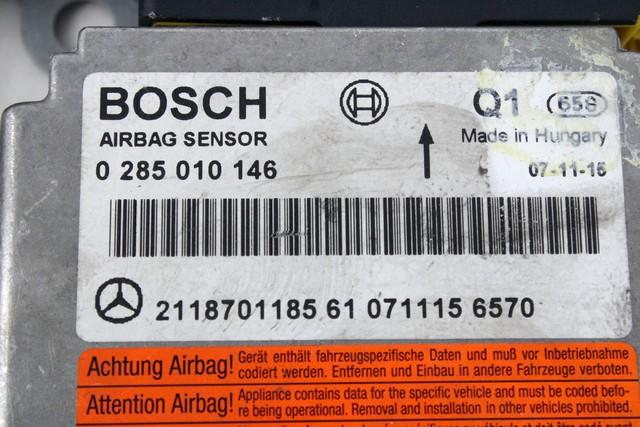 BOSCH Q1 658
AIRBAG SENSOR Made in Hungary
0 285 010 146 07-11-15
2118701185 61 071115 6570
Achtung Airbag! Gerät enthält fahrzeugspezifische Daten und muß vor Inbetriebnahme
codiert werden. Entfernen und Einbau in andere Fahrzeuge verboten.
Attention Airbag! Appliance contains data for the specific vehicle and must be coded befo-
re being operational. Removal and installation in other vehicles prohibited.